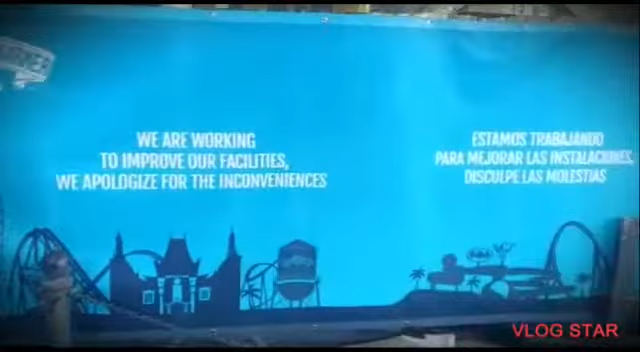 WE ARE WORKING
TO IMPROVE OUR FACILITIES,
WE APOLOGIZE FOR THE INCONVENIENCES
ESTAMOS TRABAJANDO
PARA MEJORAR LAS INSTALACIONES,
DISCULPE LAS MOLESTIAS
VLOG STAR